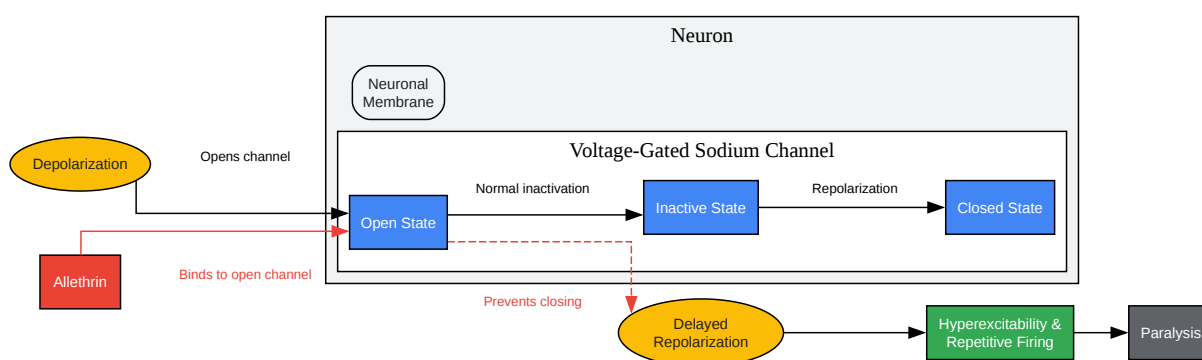 Neuron
Neuronal
Membrane
Voltage-Gated Sodium Channel
Depolarization
Opens channel
Normal inactivation
Repolarization
Open State
Inactive State
Closed State
Allethrin
Binds to open channel
Prevents closing
Delayed
Repolarization
Hyperexcitability &
Repetitive Firing
Paralysis